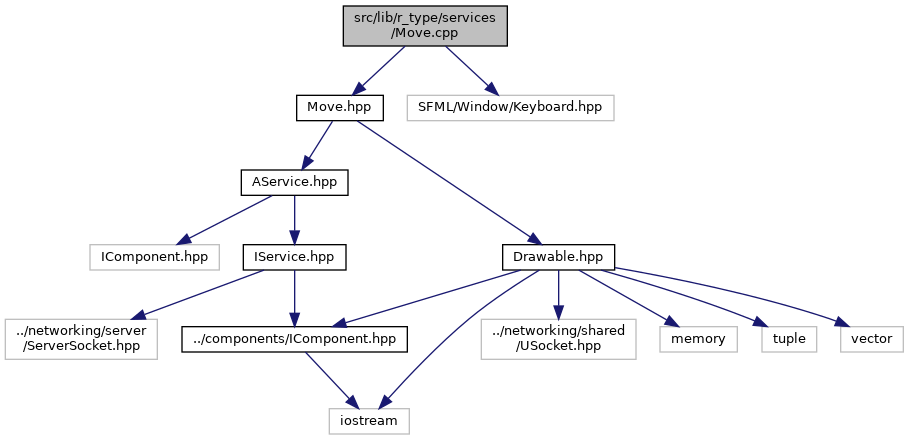 src/lib/r_type/services
/Move.cpp
Move.hpp
SFML/Window/Keyboard.hpp
AService.hpp
IComponent.hpp
IService.hpp
Drawable.hpp
../networking/server
/ServerSocket.hpp
../components/IComponent.hpp
../networking/shared
/USocket.hpp
memory
tuple
vector
iostream